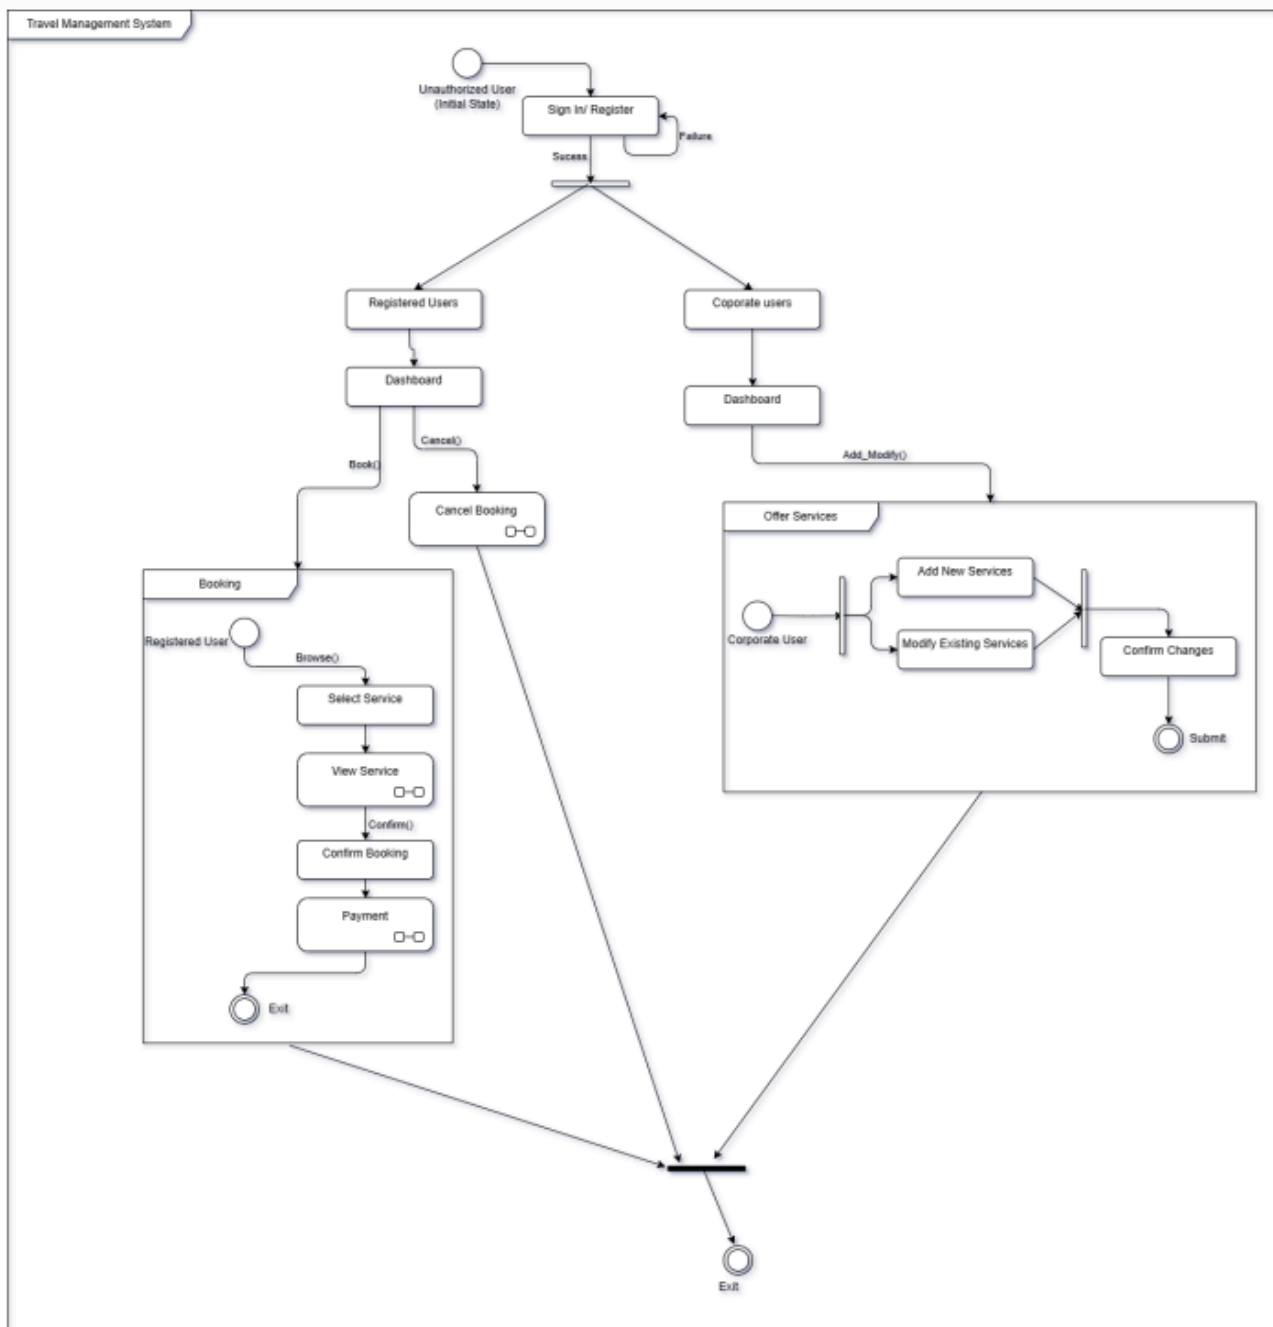 Travel Management System
Unauthorized User
(Initial State)
Sign In/ Register
Failure
Sucess
Registered Users
Coporate users
Dashboard
Dashboard
Cancel()
Add_Modify()
Book()
Cancel Booking
Offer Services
Booking
Add New Services
Registered User
Corporate User
Modify Existing Services
Confirm Changes
Browse()
Select Service
Submit
View Service
Confirm()
Confirm Booking
Payment
Exit
Exit